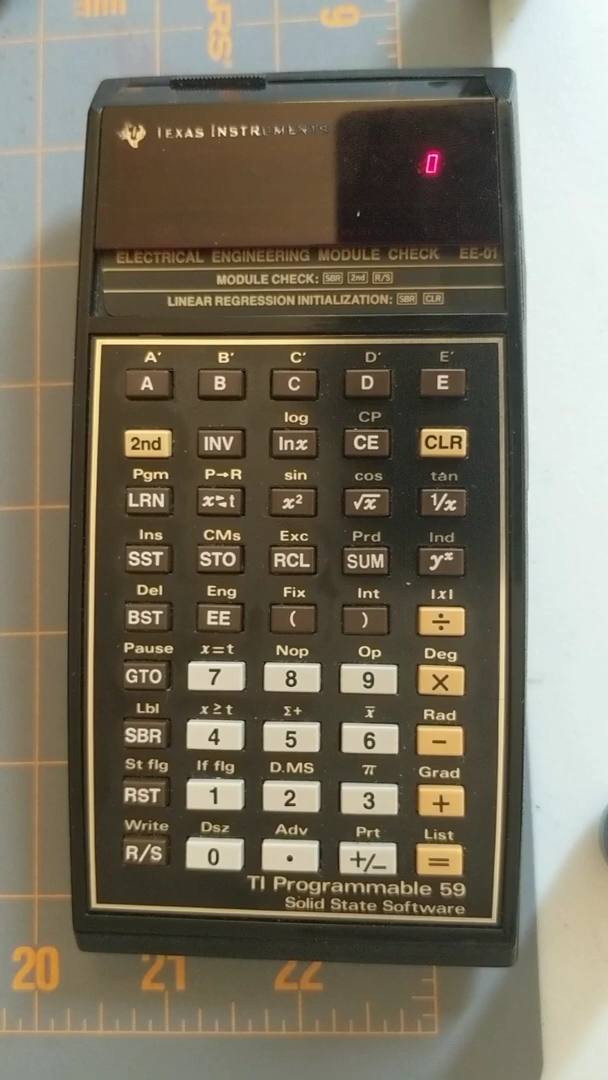 9
TEXAS INSTRUMENTS
0
ELECTRICAL ENGINEERING MODULE CHECK EE-01
MODULE CHECK: SBR 2nd R/S
LINEAR REGRESSION INITIALIZATION: SBR CLR
A′ B′ C′ D′ E′
A B C D E
log CP
2nd INV lnx CE CLR
Pgm P→R sin cos tan
LRN x⇄t x² √x 1/x
Ins CMs Exc Prd Ind
SST STO RCL SUM yˣ
Del Eng Fix Int |x|
BST EE ( ) ÷
Pause x=t Nop Op Deg
GTO 7 8 9 ×
Lbl x≥t Σ+ x̄ Rad
SBR 4 5 6 −
St flg If flg D.MS π Grad
RST 1 2 3 +
Write Dsz Adv Prt List
R/S 0 . +/− =
TI Programmable 59
Solid State Software
20 21 22